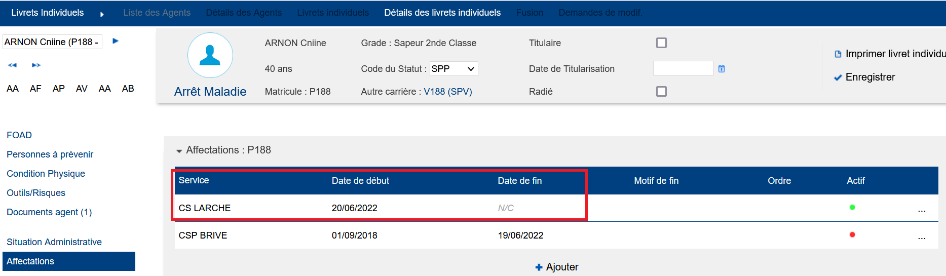 Livrets Individuels ▸ Liste des Agents Détails des Agents Livrets individuels Détails des livrets individuels Fusion Demandes de modif.
ARNON Cniine (P188 -
AA AF AP AV AA AB
FOAD
Personnes à prévenir
Condition Physique
Outils/Risques
Documents agent (1)
Situation Administrative
Affectations
Arrêt Maladie
ARNON Cniine Grade : Sapeur 2nde Classe Titulaire
40 ans Code du Statut : SPP Date de Titularisation
Matricule : P188 Autre carrière : V188 (SPV) Radié
Imprimer livret individu
Enregistrer
Affectations : P188
Service Date de début Date de fin Motif de fin Ordre Actif
CS LARCHE 20/06/2022 N/C ...
CSP BRIVE 01/09/2018 19/06/2022 ...
+ Ajouter